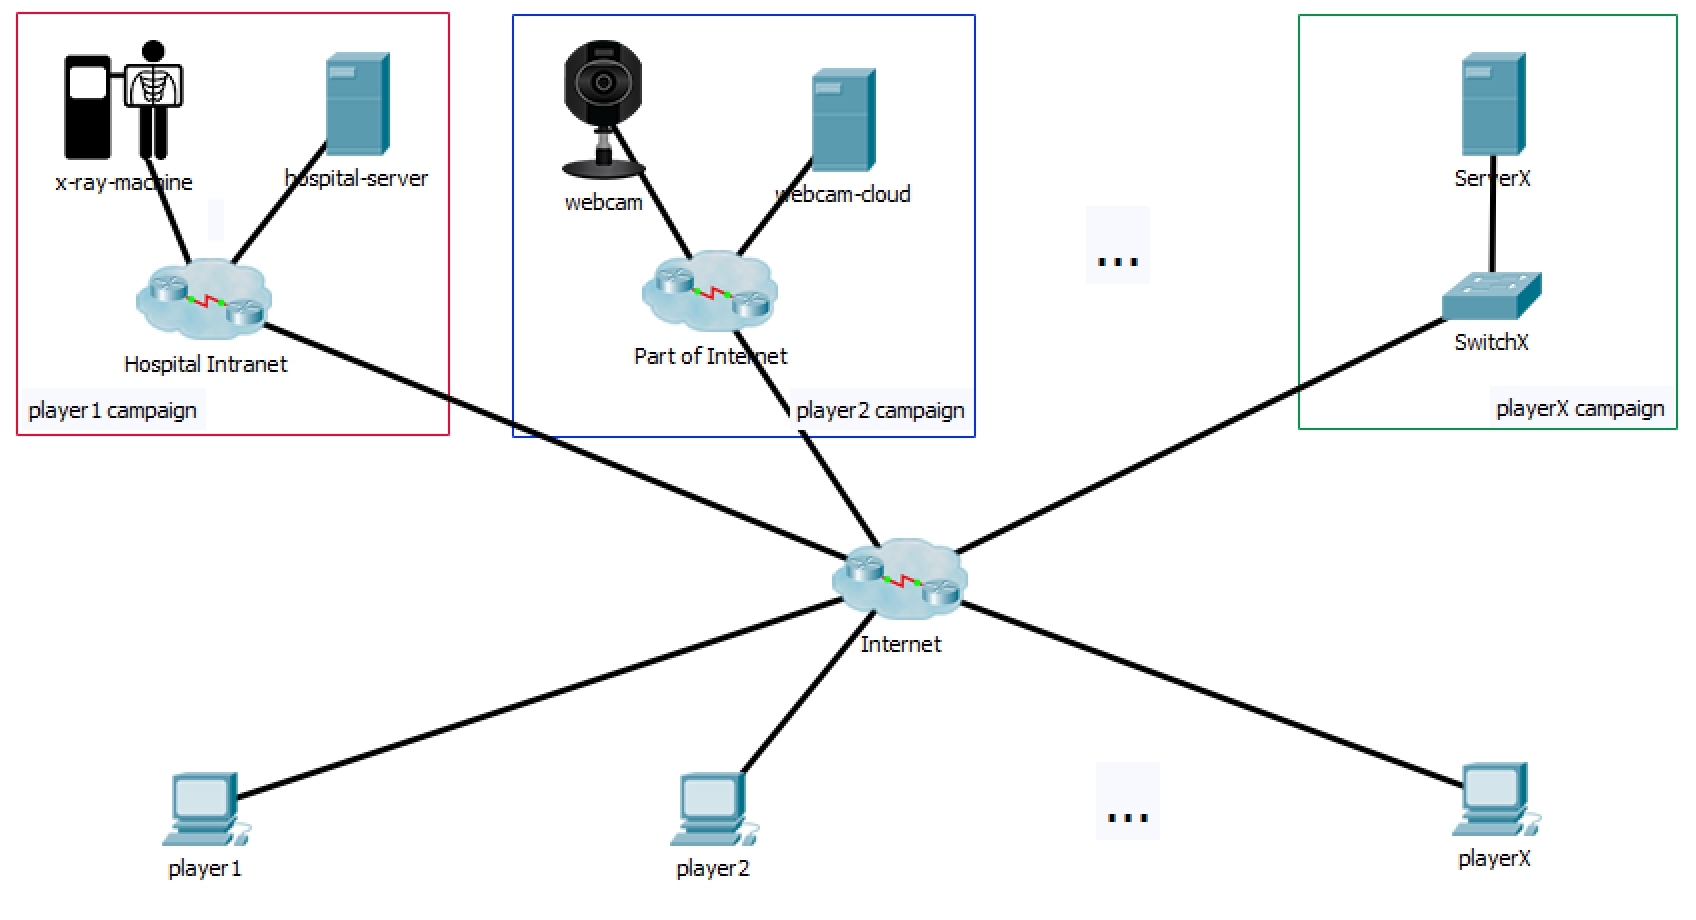 x-ray-machine
hospital-server
Hospital Intranet
player1 campaign
webcam
webcam-cloud
Part of Internet
player2 campaign
...
ServerX
SwitchX
playerX campaign
Internet
player1
player2
...
playerX